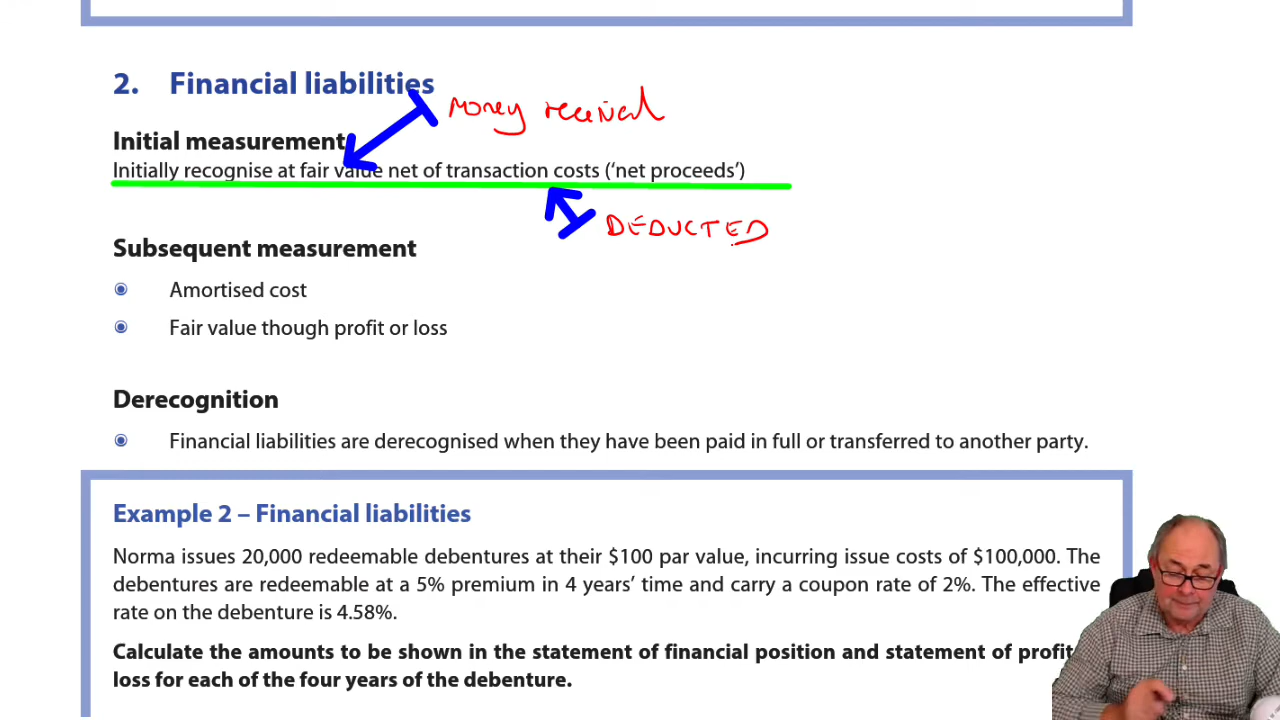 2. Financial liabilities
Money received
Initial measurement
Initially recognise at fair value net of transaction costs (‘net proceeds’)
DEDUCTED
Subsequent measurement
Amortised cost
Fair value though profit or loss
Derecognition
Financial liabilities are derecognised when they have been paid in full or transferred to another party.
Example 2 – Financial liabilities
Norma issues 20,000 redeemable debentures at their $100 par value, incurring issue costs of $100,000. The
debentures are redeemable at a 5% premium in 4 years’ time and carry a coupon rate of 2%. The effective
rate on the debenture is 4.58%.
Calculate the amounts to be shown in the statement of financial position and statement of profit
loss for each of the four years of the debenture.